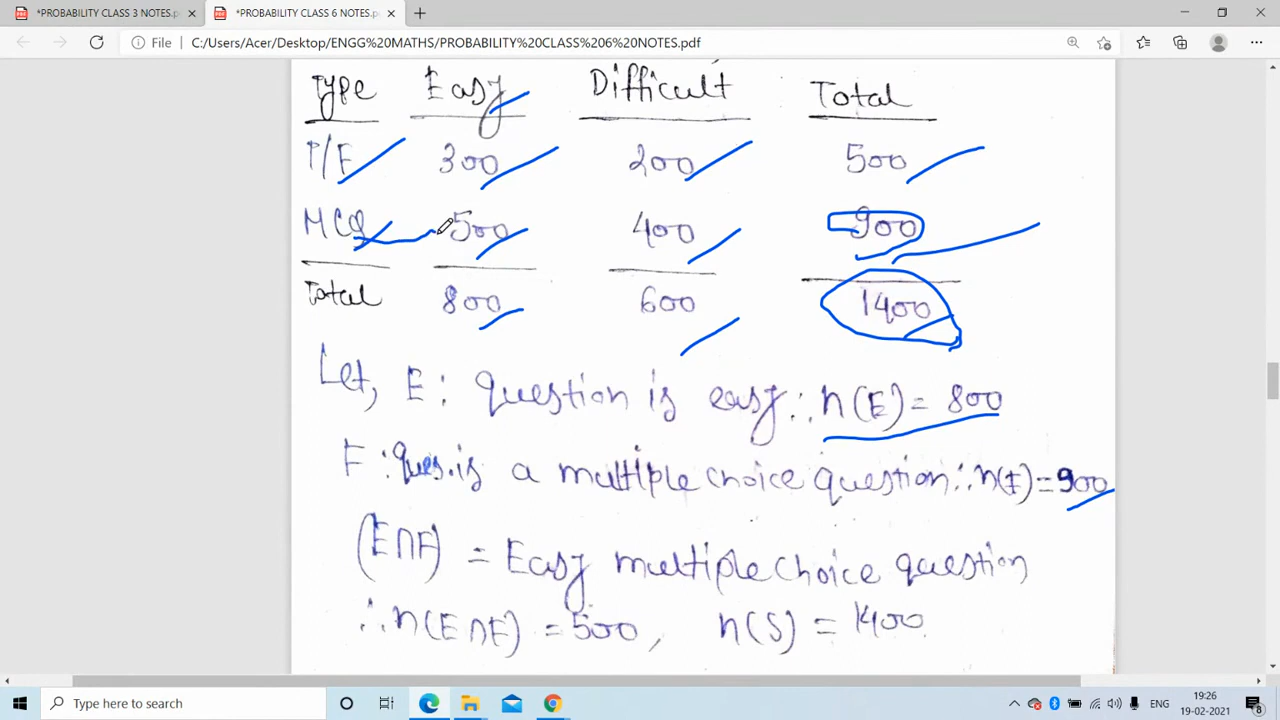 *PROBABILITY CLASS 3 NOTES.p *PROBABILITY CLASS 6 NOTES.p
File C:/Users/Acer/Desktop/ENGG%20MATHS/PROBABILITY%20CLASS%206%20NOTES.pdf
Type Easy Difficult Total
T/F 300 200 500
MCQ 500 400 900
Total 800 600 1400
Let, E: question is easy ∴ n(E) = 800
F: Ques. is a multiple choice question ∴ n(F) = 900
(E∩F) = Easy multiple choice question
∴ n(E∩F) = 500, n(S) = 1400
Type here to search ENG 19:26 19-02-2021 8